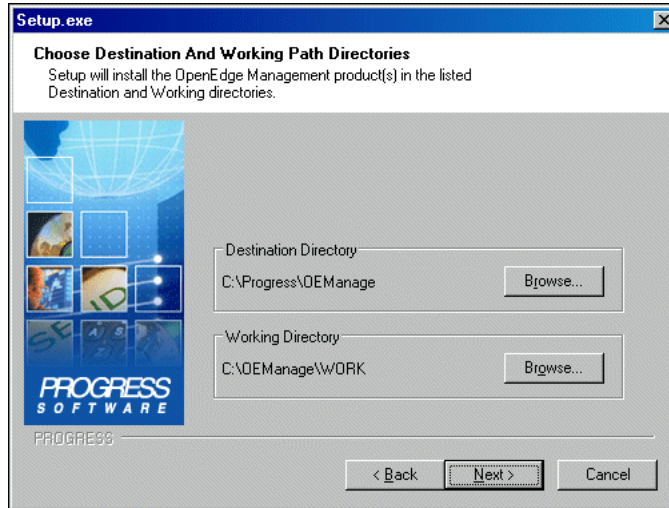 Setup.exe
Choose Destination And Working Path Directories
Setup will install the OpenEdge Management product(s) in the listed
Destination and Working directories.
Destination Directory
C:\Progress\OEManage
Browse...
Working Directory
C:\OEManage\WORK
Browse...
PROGRESS
SOFTWARE
PROGRESS
< Back
Next >
Cancel